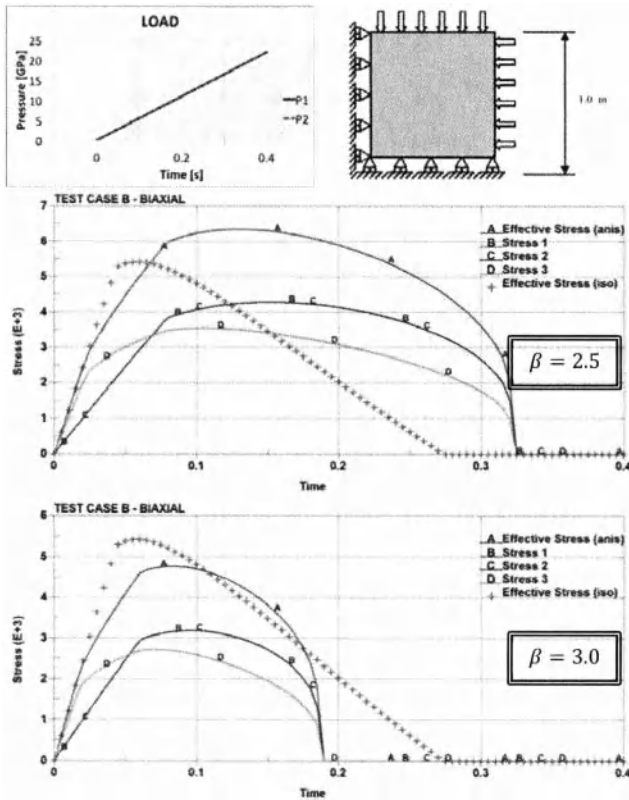 LOAD
Pressure [GPa]
25
20
15
10
5
0
0
0.2
0.4
Time [s]
P1
P2
1.0 m
TEST CASE B - BIAXIAL
Stress (E+3)
7
6
5
4
3
2
1
0
0
0.1
0.2
0.3
0.4
Time
A Effective Stress (anis)
B Stress 1
C Stress 2
D Stress 3
+ Effective Stress (iso)
A
A
A
A
A
B
B
B
B
B
C
C
C
C
C
D
D
D
D
D
β = 2.5
TEST CASE B - BIAXIAL
Stress (E+3)
6
5
4
3
2
1
0
0
0.1
0.2
0.3
0.4
Time
A Effective Stress (anis)
B Stress 1
C Stress 2
D Stress 3
+ Effective Stress (iso)
A
A
A
A
A
B
B
B
B
B
C
C
C
C
C
D
D
D
D
D
β = 3.0